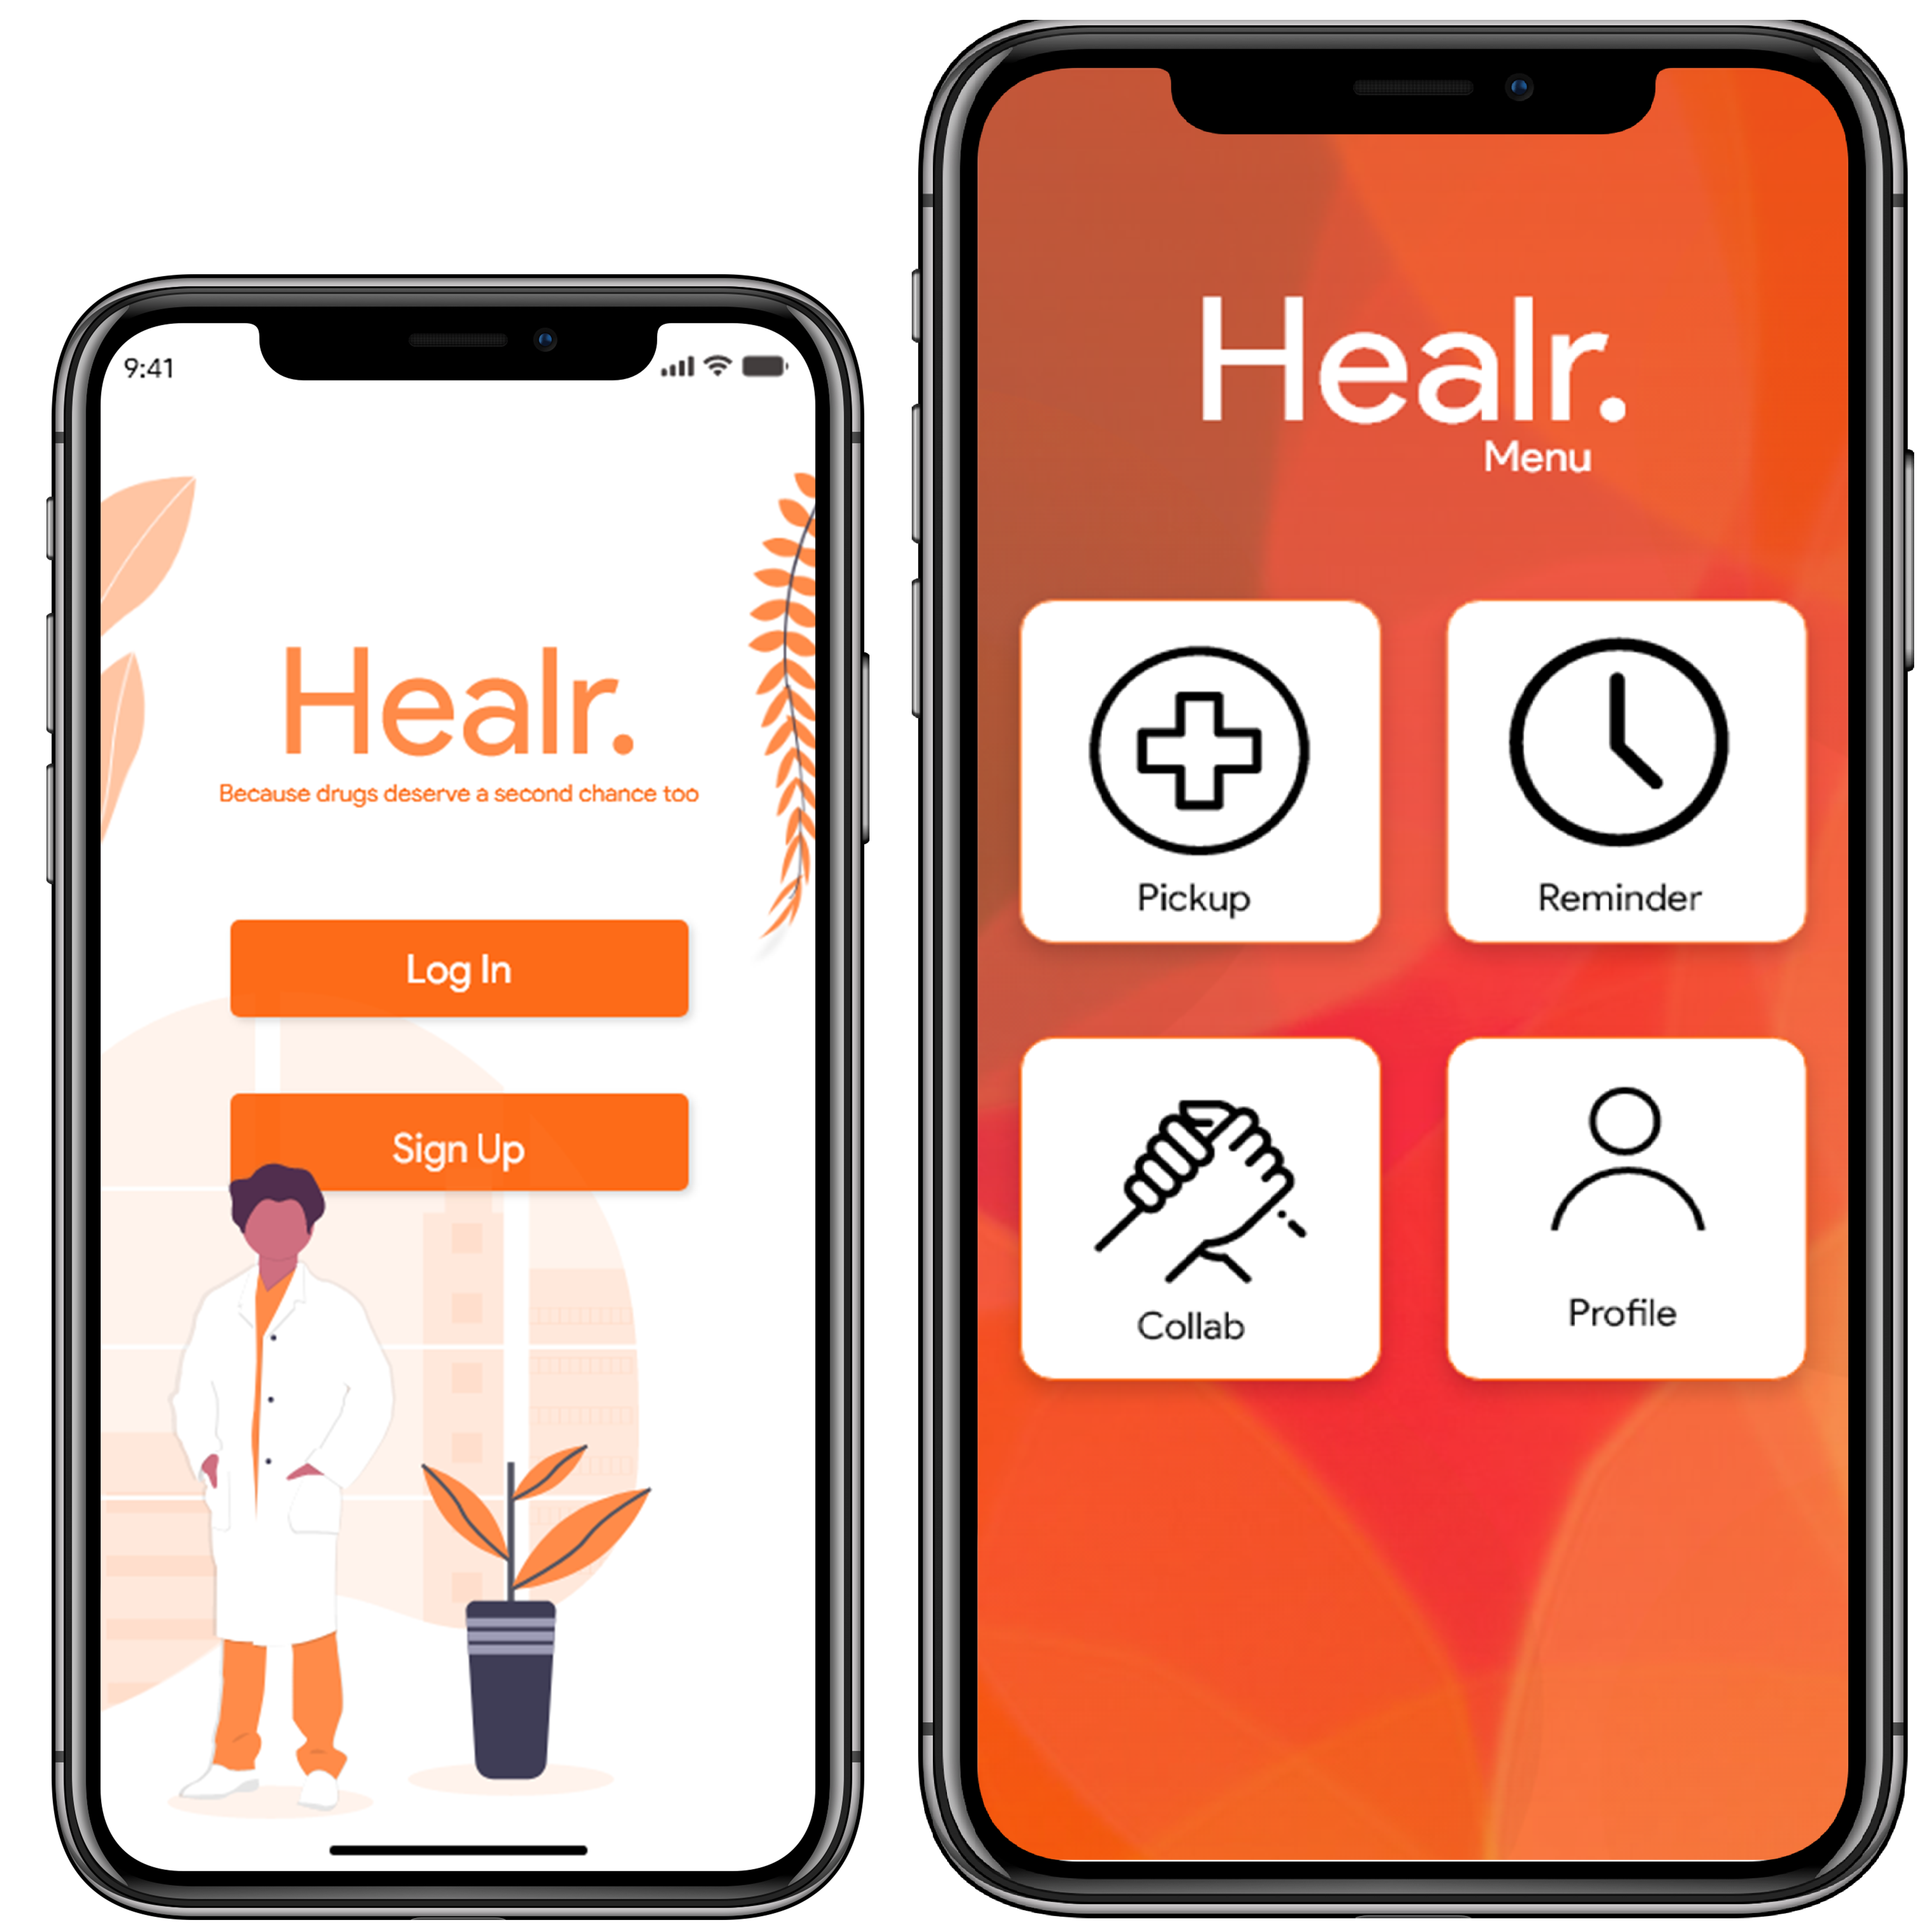 9:41
Healr.
Because drugs deserve a second chance too
Log In
Sign Up
Healr.
Menu
Pickup
Reminder
Collab
Profile